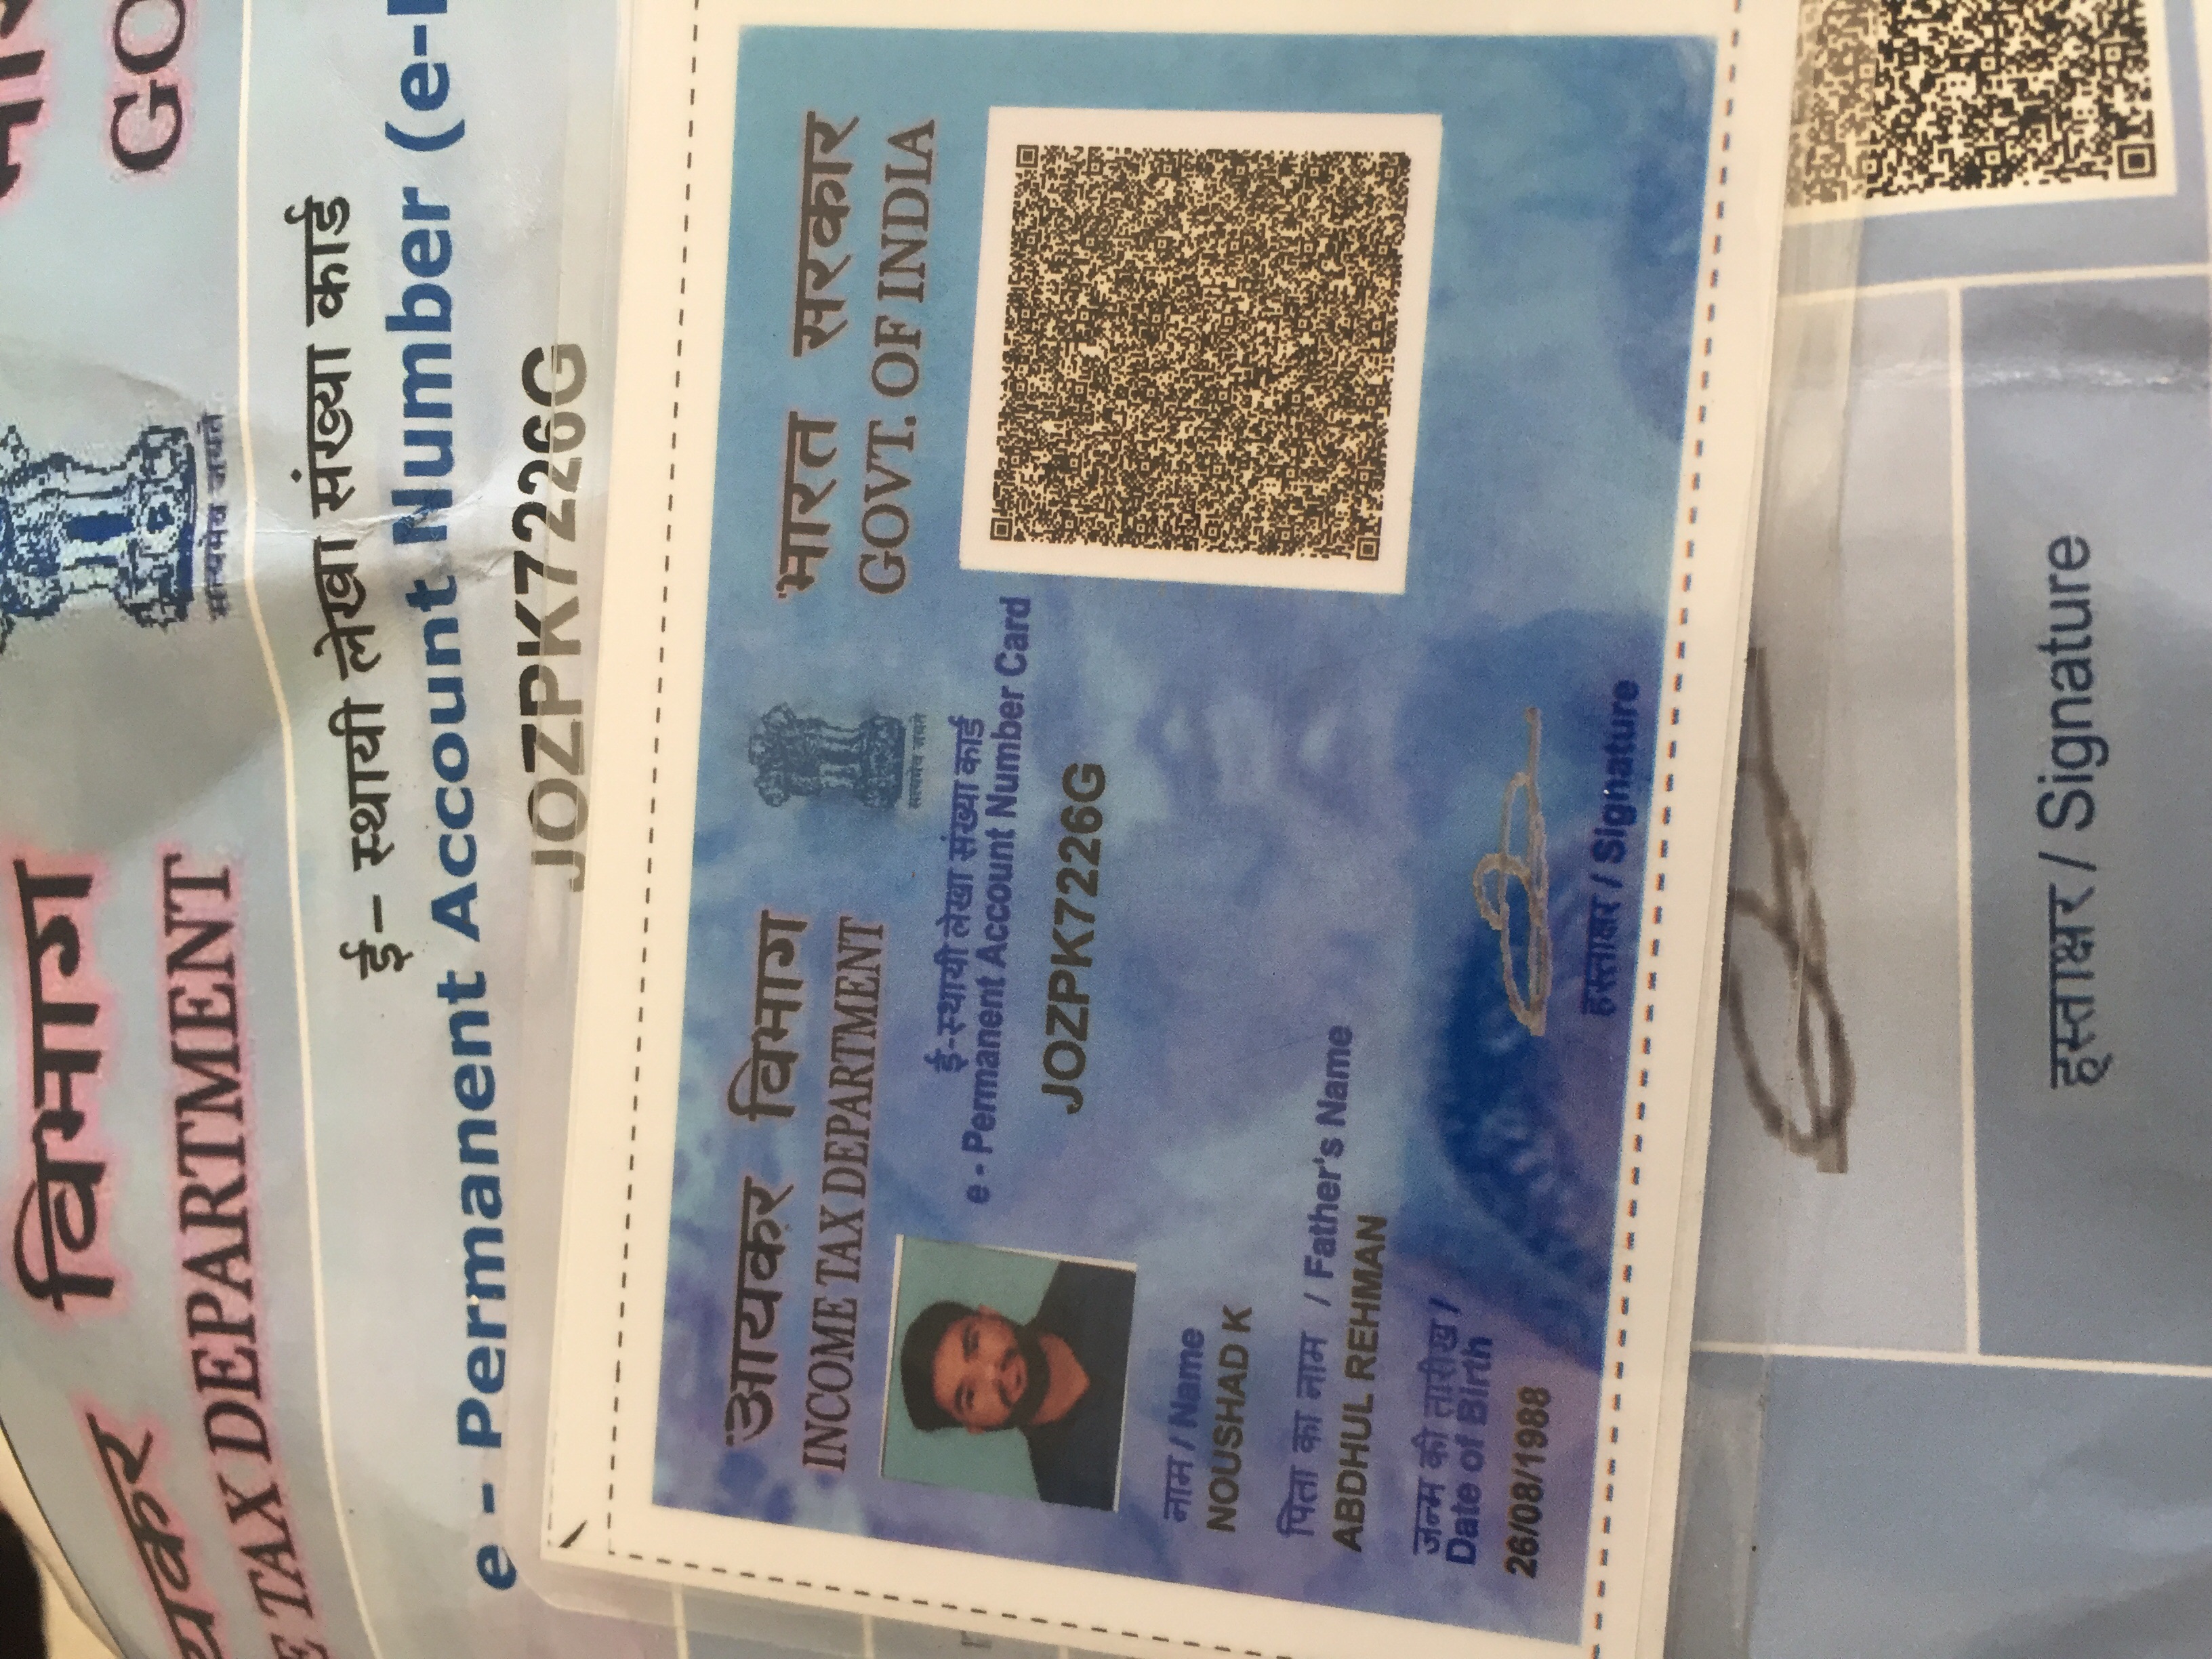 यकर विभाग
E TAX DEPARTMENT
सत्यमेव जयते
GO
ई- स्थायी लेखा संख्या कार्ड
e - Permanent Account Number (e-
JOZPK7226G
आयकर विभाग
INCOME TAX DEPARTMENT
सत्यमेव जयते
भारत सरकार
GOVT. OF INDIA
ई-स्थायी लेखा संख्या कार्ड
e - Permanent Account Number Card
JOZPK7226G
नाम / Name
NOUSHAD K
पिता का नाम / Father's Name
ABDHUL REHMAN
जन्म की तारीख /
Date of Birth
26/08/1988
हस्ताक्षर / Signature
हस्ताक्षर / Signature